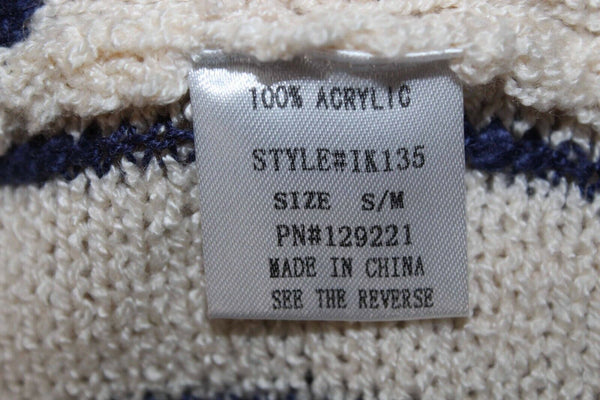 100% ACRYLIC
STYLE#IK135
SIZE S/M
PN#129221
MADE IN CHINA
SEE THE REVERSE